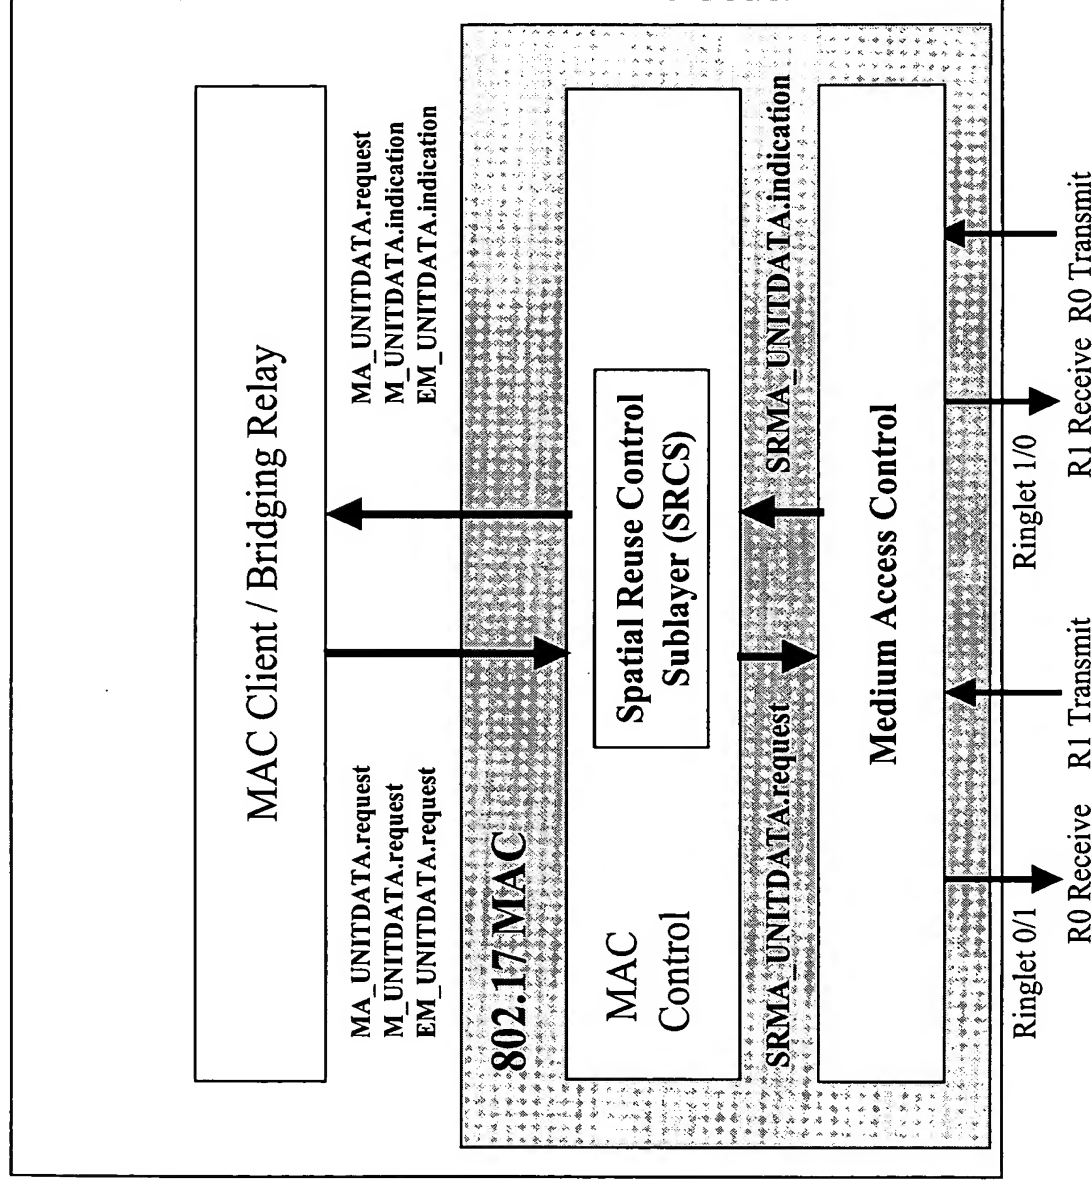 MAC Client / Bridging Relay
MA_UNITDATA.request
M_UNITDATA.request
EM_UNITDATA.request
MA_UNITDATA.request
M_UNITDATA.indication
EM_UNITDATA.indication
802.17 MAC
MAC
Control
Spatial Reuse Control
Sublayer (SRCS)
SRMA_UNITDATA.request
SRMA_UNITDATA.indication
Medium Access Control
Ringlet 0/1
Ringlet 1/0
R0 Receive
R1 Transmit
R1 Receive
R0 Transmit